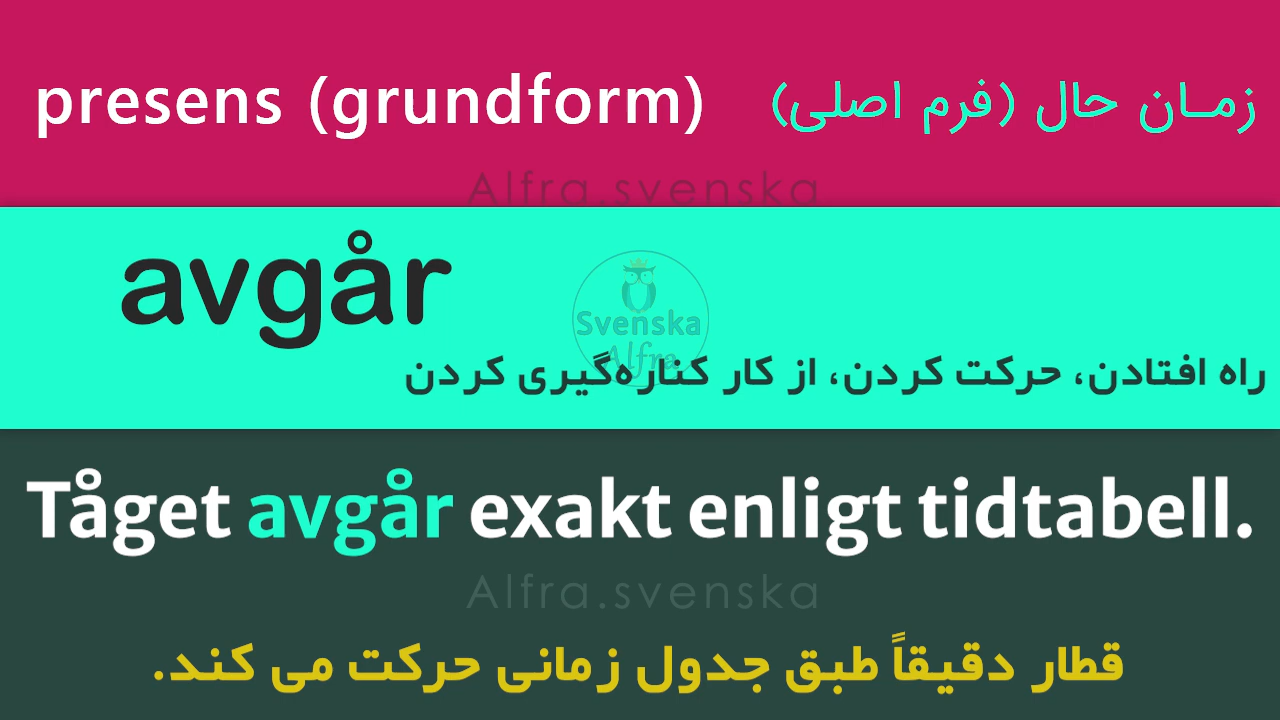 presens (grundform) زمـان حال (فرم اصلی)
Alfra.svenska
avgår
Svenska
Alfra
راه افتادن، حرکت کردن، از کار کناره‌گیری کردن
Tåget avgår exakt enligt tidtabell.
Alfra.svenska
قطار دقیقاً طبق جدول زمانی حرکت می کند.